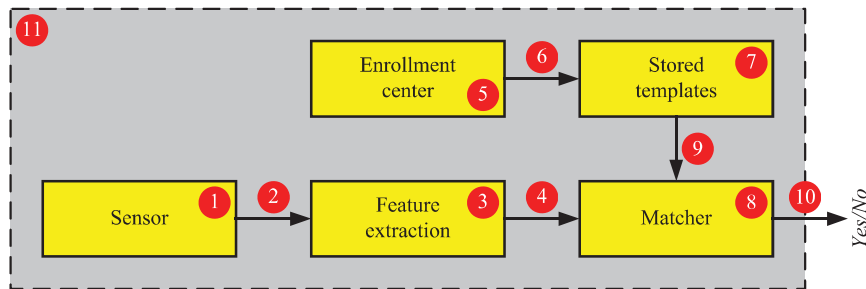 11
Enrollment
center
5
6
Stored
templates
7
9
Sensor
1
2
Feature
extraction
3
4
Matcher
8
10
Yes/No